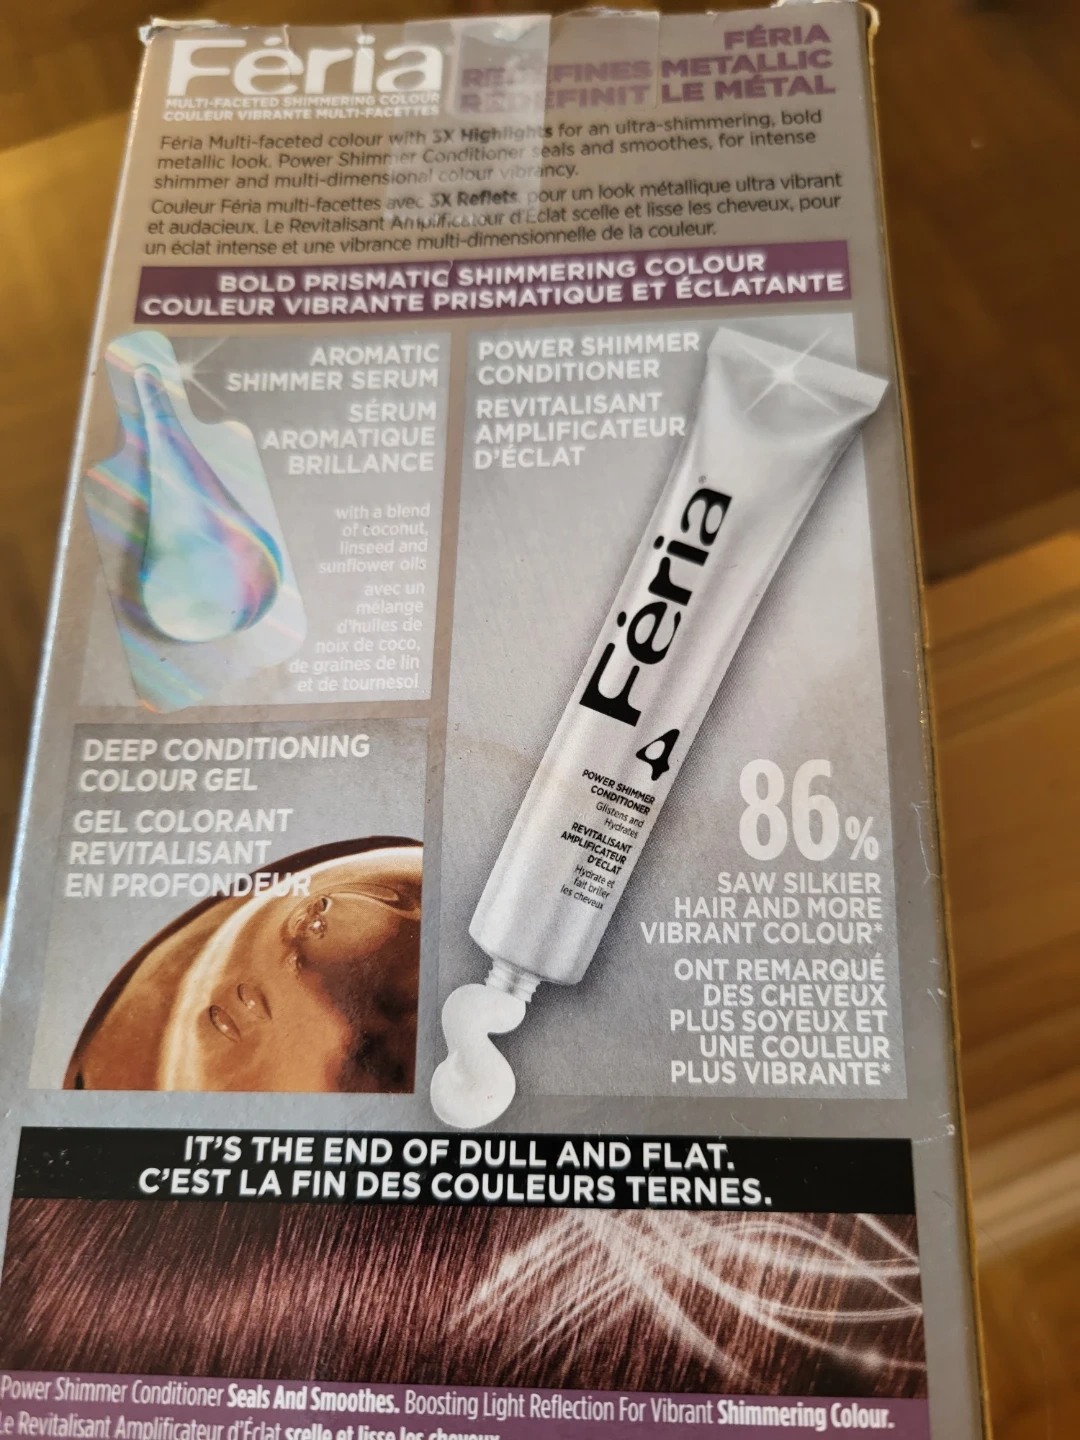 Féria
MULTI-FACETED SHIMMERING COLOUR
COULEUR VIBRANTE MULTI-FACETTES
FÉRIA
REDEFINES METALLIC
REDÉFINIT LE MÉTAL
Féria Multi-faceted colour with 3X Highlights for an ultra-shimmering, bold
metallic look. Power Shimmer Conditioner seals and smoothes, for intense
shimmer and multi-dimensional colour vibrancy.
Couleur Féria multi-facettes avec 3X Reflets pour un look métallique ultra vibrant
et audacieux. Le Revitalisant Amplificatour d'Éclat scelle et lisse les cheveux, pour
un éclat intense et une vibrance multi-dimensionnelle de la couleur.
BOLD PRISMATIC SHIMMERING COLOUR
COULEUR VIBRANTE PRISMATIQUE ET ÉCLATANTE
AROMATIC
SHIMMER SERUM
SÉRUM
AROMATIQUE
BRILLANCE
with a blend
of coconut,
linseed and
sunflower oils
avec un
mélange
d'huiles de
noix de coco,
de graines de lin
et de tournesol
POWER SHIMMER
CONDITIONER
REVITALISANT
AMPLIFICATEUR
D'ÉCLAT
Féria
4
POWER SHIMMER
CONDITIONER
Glistens and
Hydrates
REVITALISANT
AMPLIFICATEUR
D'ÉCLAT
Hydrate et
fait briller
les cheveux
86%
SAW SILKIER
HAIR AND MORE
VIBRANT COLOUR*
ONT REMARQUÉ
DES CHEVEUX
PLUS SOYEUX ET
UNE COULEUR
PLUS VIBRANTE*
DEEP CONDITIONING
COLOUR GEL
GEL COLORANT
REVITALISANT
EN PROFONDEUR
IT'S THE END OF DULL AND FLAT.
C'EST LA FIN DES COULEURS TERNES.
Power Shimmer Conditioner Seals And Smoothes. Boosting Light Reflection For Vibrant Shimmering Colour.
Le Revitalisant Amplificateur d'Éclat scelle et lisse les cheveux